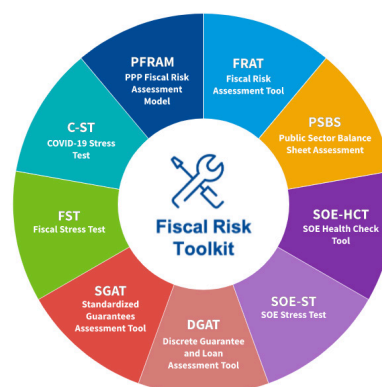 PFRAM
PPP Fiscal Risk
Assessment
Model
FRAT
Fiscal Risk
Assessment Tool
PSBS
Public Sector Balance
Sheet Assessment
SOE-HCT
SOE Health Check
Tool
SOE-ST
SOE Stress Test
DGAT
Discrete Guarantee
and Loan
Assessment Tool
SGAT
Standardized
Guarantees
Assessment Tool
FST
Fiscal Stress Test
C-ST
COVID-19 Stress
Test
Fiscal Risk
Toolkit